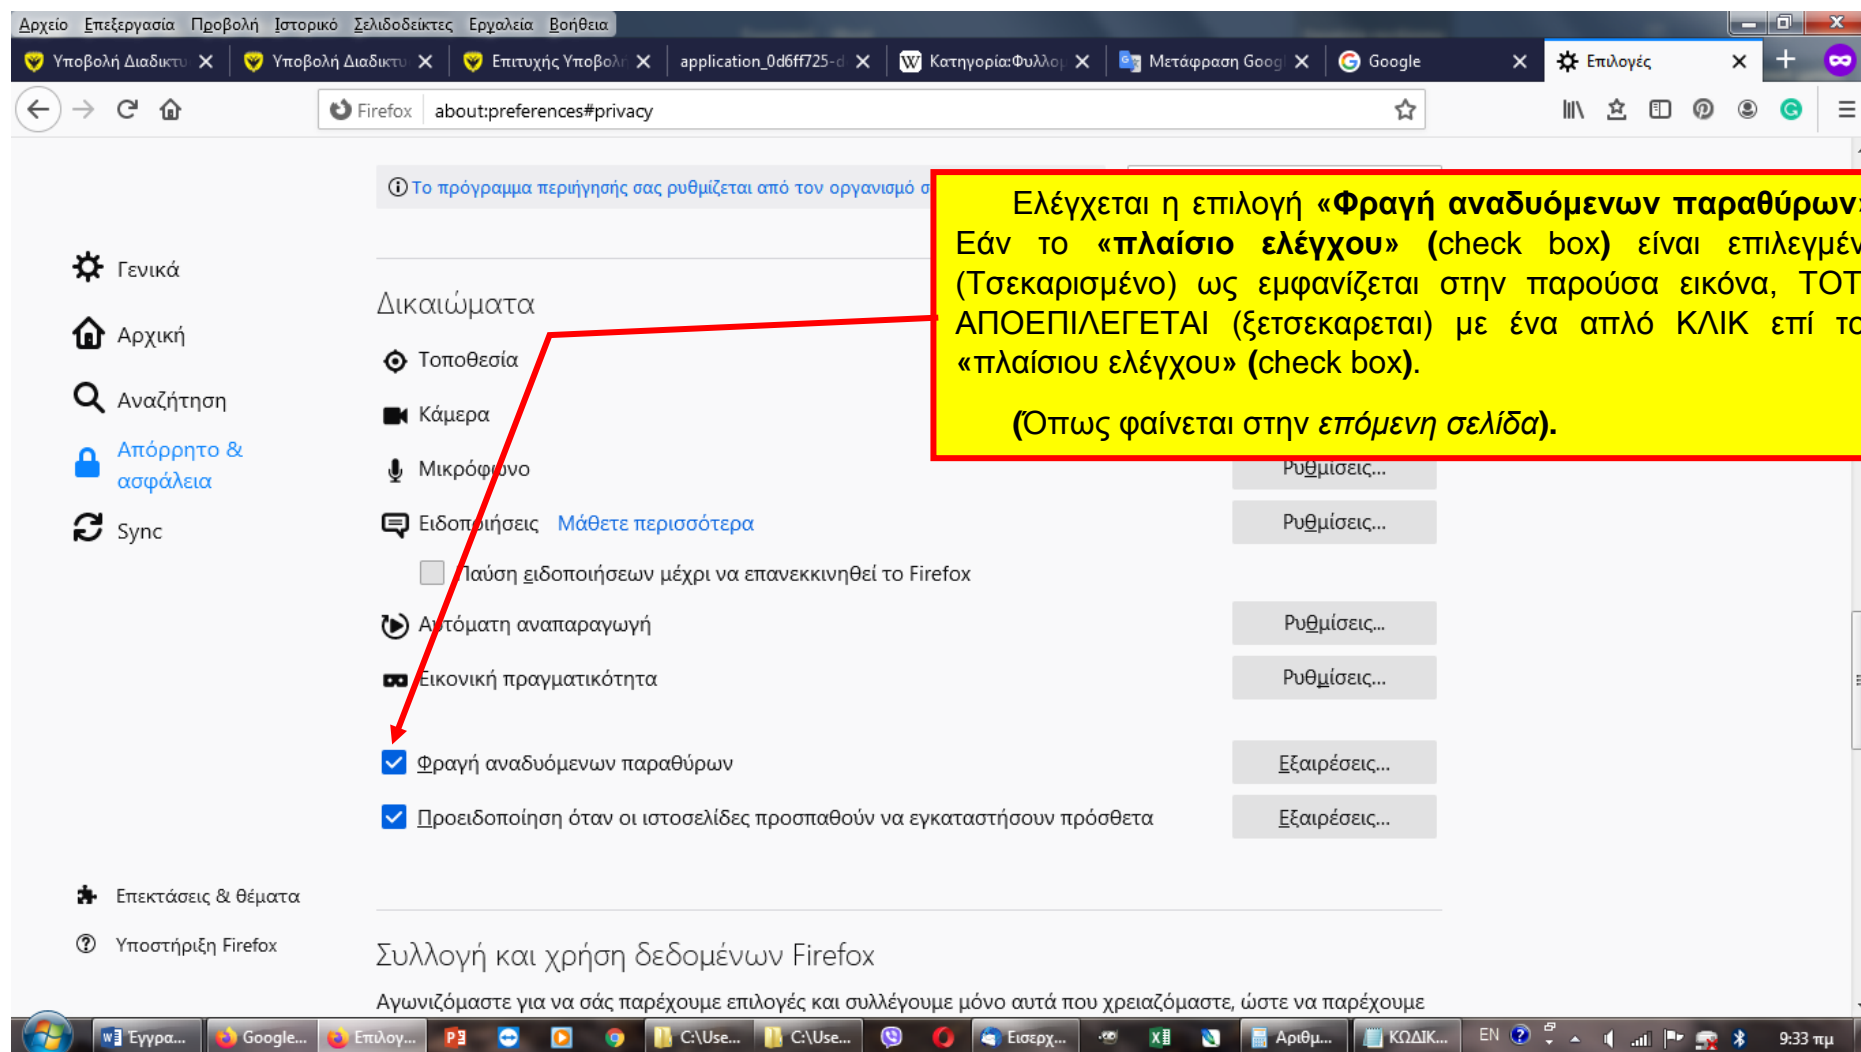 Αρχείο Επεξεργασία Προβολή Ιστορικό Σελιδοδείκτες Εργαλεία Βοήθεια
Υποβολή Διαδικτυ Υποβολή Διαδικτυ Επιτυχής Υποβολή application_0d6ff725-d Κατηγορία:Φυλλομ Μετάφραση Goog Google Επιλογές
Firefox about:preferences#privacy
Το πρόγραμμα περιήγησής σας ρυθμίζεται από τον οργανισμό σ
Ελέγχεται η επιλογή «Φραγή αναδυόμενων παραθύρων»
Εάν το «πλαίσιο ελέγχου» (check box) είναι επιλεγμέν
(Τσεκαρισμένο) ως εμφανίζεται στην παρούσα εικόνα, ΤΟΤ
ΑΠΟΕΠΙΛΕΓΕΤΑΙ (ξετσεκαρεται) με ένα απλό ΚΛΙΚ επί το
«πλαίσιου ελέγχου» (check box).
(Όπως φαίνεται στην επόμενη σελίδα).
Γενικά
Αρχική
Αναζήτηση
Απόρρητο &
ασφάλεια
Sync
Δικαιώματα
Τοποθεσία
Κάμερα
Μικρόφωνο Ρυθμίσεις...
Ειδοποιήσεις Μάθετε περισσότερα Ρυθμίσεις...
Παύση ειδοποιήσεων μέχρι να επανεκκινηθεί το Firefox
Αυτόματη αναπαραγωγή Ρυθμίσεις...
Εικονική πραγματικότητα Ρυθμίσεις...
Φραγή αναδυόμενων παραθύρων Εξαιρέσεις...
Προειδοποίηση όταν οι ιστοσελίδες προσπαθούν να εγκαταστήσουν πρόσθετα Εξαιρέσεις...
Επεκτάσεις & θέματα
Υποστήριξη Firefox
Συλλογή και χρήση δεδομένων Firefox
Αγωνιζόμαστε για να σάς παρέχουμε επιλογές και συλλέγουμε μόνο αυτά που χρειαζόμαστε, ώστε να παρέχουμε
Έγγρα... Google... Επιλογ... C:\Use... C:\Use... Εισερχ... Αριθμ... ΚΩΔΙΚ... EN 9:33 πμ